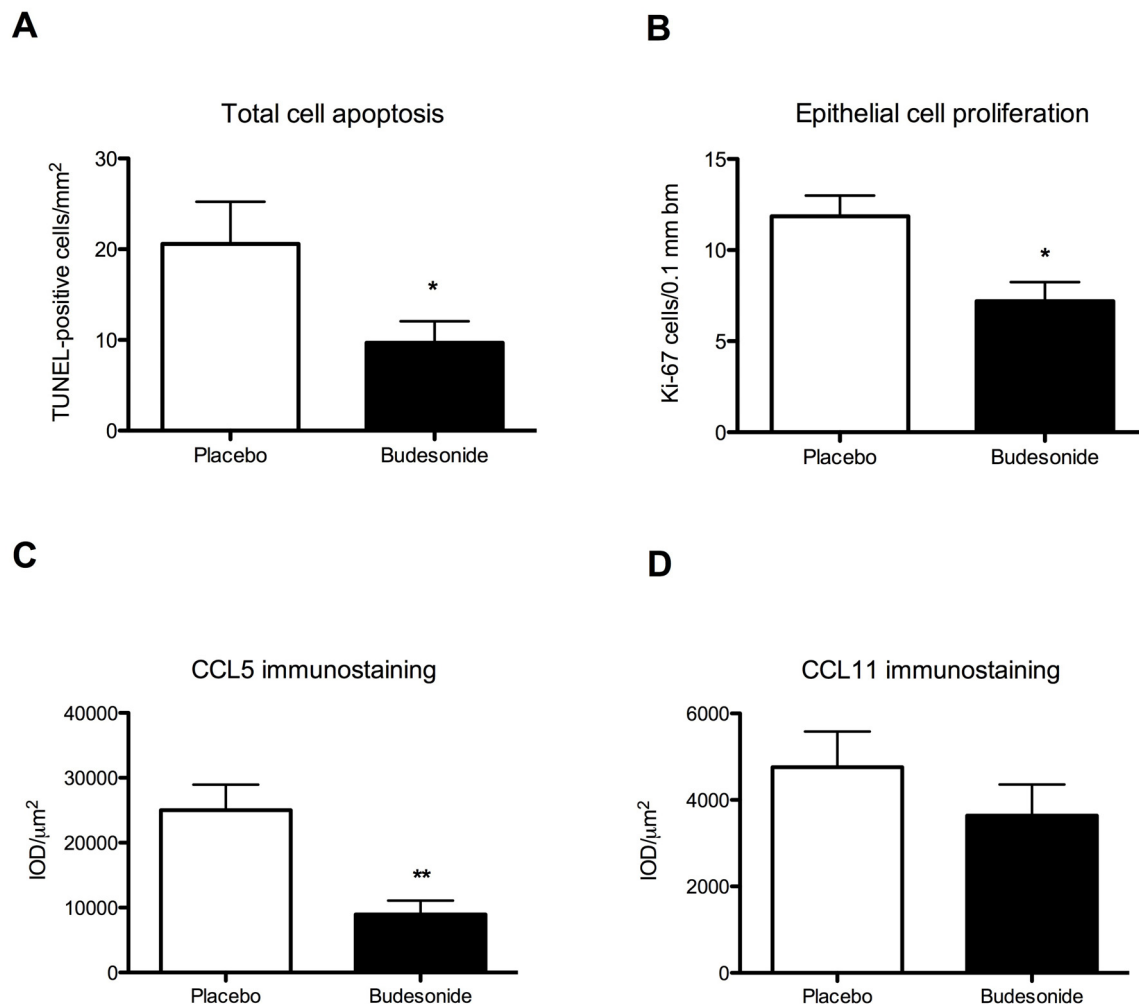 A
Total cell apoptosis
TUNEL-positive cells/mm²
30
20
10
0
*
Placebo
Budesonide
B
Epithelial cell proliferation
Ki-67 cells/0.1 mm bm
15
10
5
0
*
Placebo
Budesonide
C
CCL5 immunostaining
IOD/μm²
40000
30000
20000
10000
0
**
Placebo
Budesonide
D
CCL11 immunostaining
IOD/μm²
6000
4000
2000
0
Placebo
Budesonide